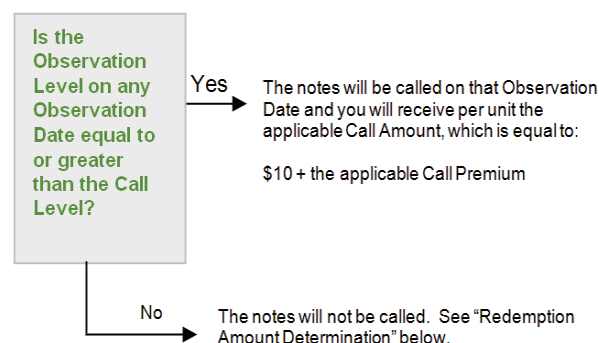 Is the
Observation
Level on any
Observation
Date equal to
or greater
than the Call
Level?
Yes
The notes will be called on that Observation
Date and you will receive per unit the
applicable Call Amount, which is equal to:
$10 + the applicable Call Premium
No
The notes will not be called. See “Redemption
Amount Determination” below.